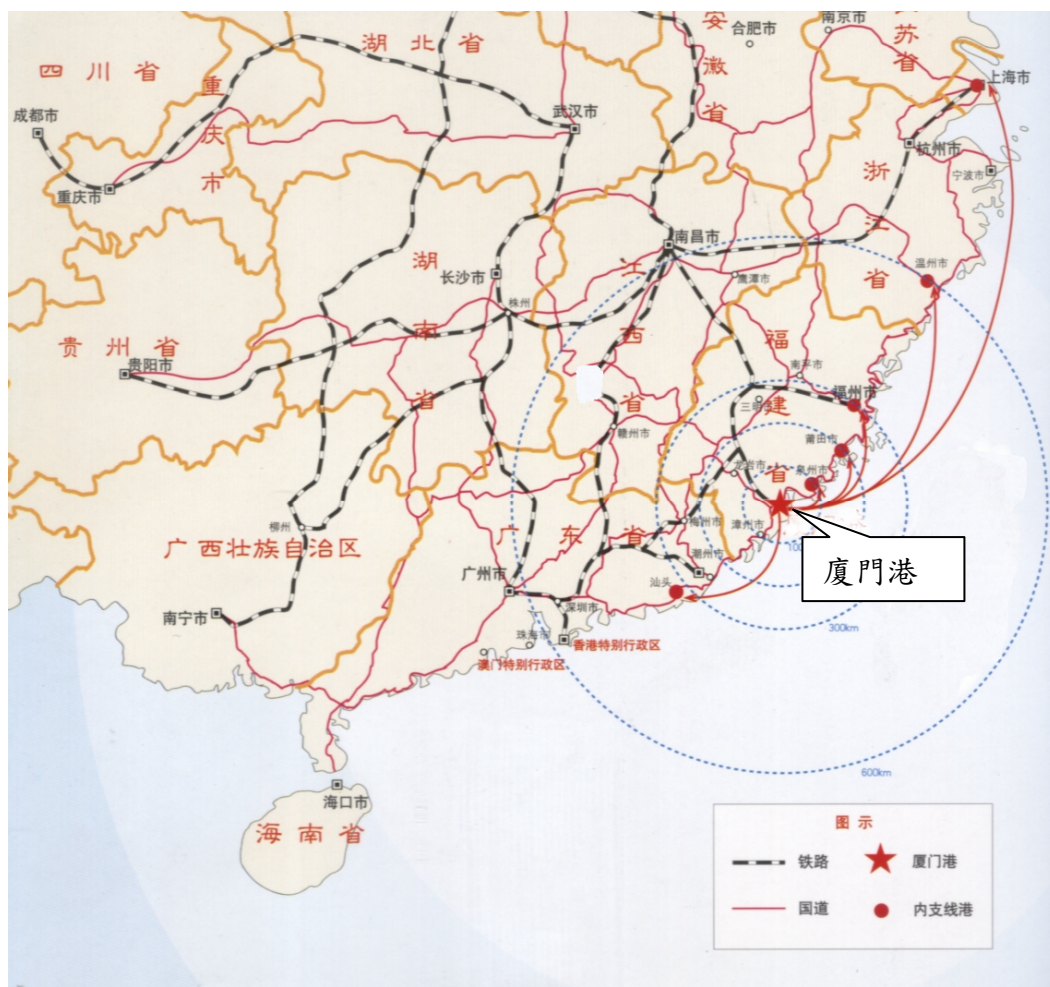 安徽省
南京市
江苏省
合肥市
湖北省
四川省
重庆市
上海市
成都市
武汉市
杭州市
浙江省
宁波市
重庆市
南昌市
湖南省
长沙市
江西省
鹰潭市
温州市
株州
贵州省
贵阳市
福建省
南平市
福州市
三明市
赣州市
莆田市
龙岩市
泉州市
柳州
广西壮族自治区
广东省
梅州市
漳州市
100
廈門港
潮州市
广州市
汕头
深圳市
南宁市
300km
珠海市
香港特别行政区
澳门特别行政区
600km
海口市
海南省
图示
铁路
厦门港
国道
内支线港